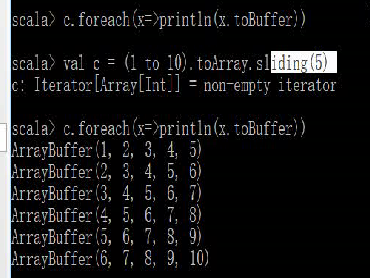 scala> c.foreach(x=>println(x.toBuffer))
scala> val c = (1 to 10).toArray.sliding(5)
c: Iterator[Array[Int]] = non-empty iterator
scala> c.foreach(x=>println(x.toBuffer))
ArrayBuffer(1, 2, 3, 4, 5)
ArrayBuffer(2, 3, 4, 5, 6)
ArrayBuffer(3, 4, 5, 6, 7)
ArrayBuffer(4, 5, 6, 7, 8)
ArrayBuffer(5, 6, 7, 8, 9)
ArrayBuffer(6, 7, 8, 9, 10)